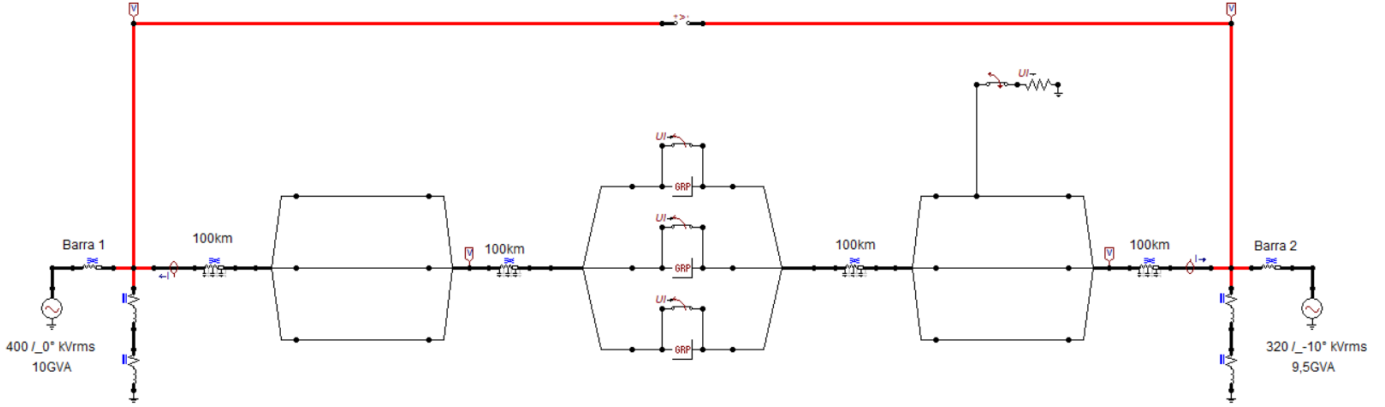 V
V
+ v -
UI
UI
GRP
UI
GRP
UI
GRP
Barra 1
100km
V
100km
100km
V
100km
Barra 2
I
I
400 /_0° kVrms
10GVA
320 /_-10° kVrms
9,5GVA